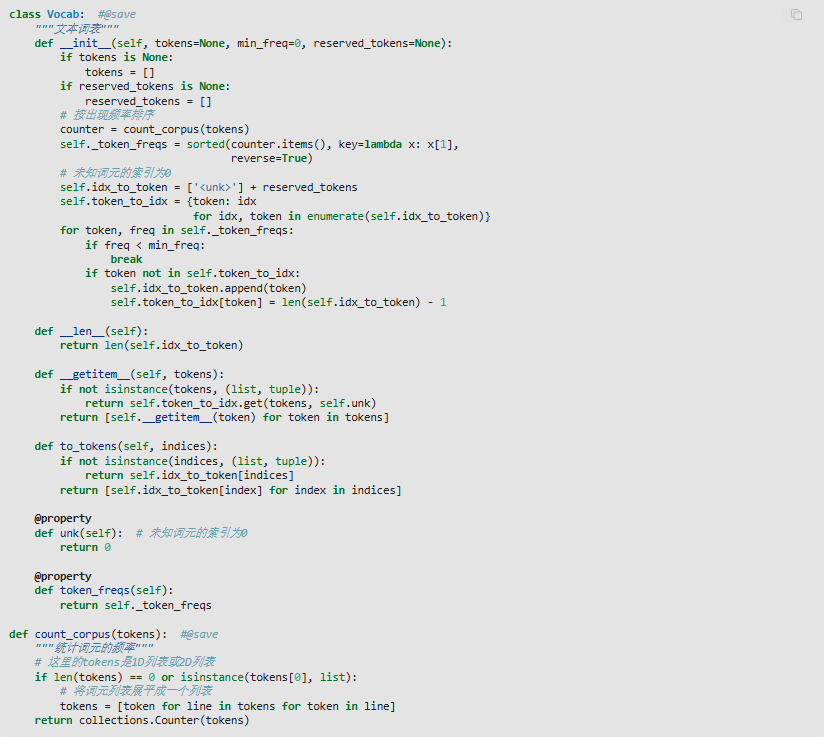 class Vocab:  #@save
    """文本词表"""
    def __init__(self, tokens=None, min_freq=0, reserved_tokens=None):
        if tokens is None:
            tokens = []
        if reserved_tokens is None:
            reserved_tokens = []
        # 按出现频率排序
        counter = count_corpus(tokens)
        self._token_freqs = sorted(counter.items(), key=lambda x: x[1],
                                   reverse=True)
        # 未知词元的索引为0
        self.idx_to_token = ['<unk>'] + reserved_tokens
        self.token_to_idx = {token: idx
                             for idx, token in enumerate(self.idx_to_token)}
        for token, freq in self._token_freqs:
            if freq < min_freq:
                break
            if token not in self.token_to_idx:
                self.idx_to_token.append(token)
                self.token_to_idx[token] = len(self.idx_to_token) - 1

    def __len__(self):
        return len(self.idx_to_token)

    def __getitem__(self, tokens):
        if not isinstance(tokens, (list, tuple)):
            return self.token_to_idx.get(tokens, self.unk)
        return [self.__getitem__(token) for token in tokens]

    def to_tokens(self, indices):
        if not isinstance(indices, (list, tuple)):
            return self.idx_to_token[indices]
        return [self.idx_to_token[index] for index in indices]

    @property
    def unk(self):  # 未知词元的索引为0
        return 0

    @property
    def token_freqs(self):
        return self._token_freqs

def count_corpus(tokens):  #@save
    """统计词元的频率"""
    # 这里的tokens是1D列表或2D列表
    if len(tokens) == 0 or isinstance(tokens[0], list):
        # 将词元列表展平成一个列表
        tokens = [token for line in tokens for token in line]
    return collections.Counter(tokens)